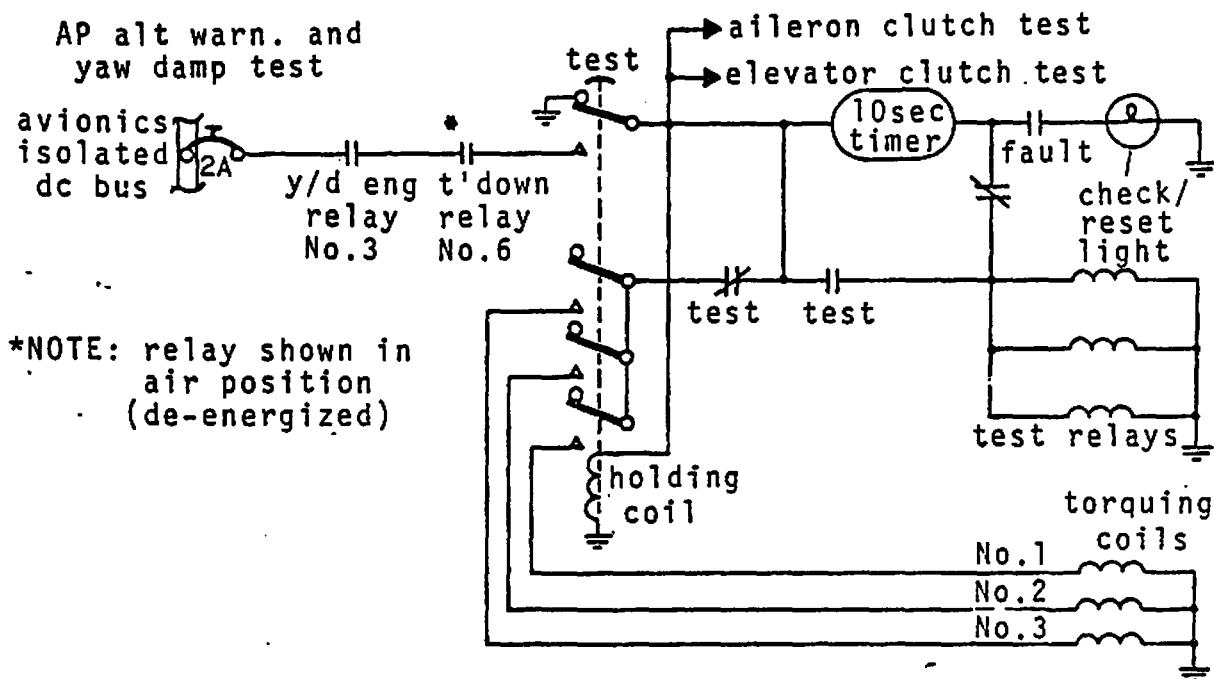 AP alt warn. and
yaw damp test
avionics
isolated
dc bus
2A
y/d eng
relay
No.3
*
t'down
relay
No.6
*NOTE: relay shown in
air position
(de-energized)
test
aileron clutch test
elevator clutch test
10sec
timer
fault
check/
reset
light
test
test
test relays
holding
coil
torquing
coils
No.1
No.2
No.3